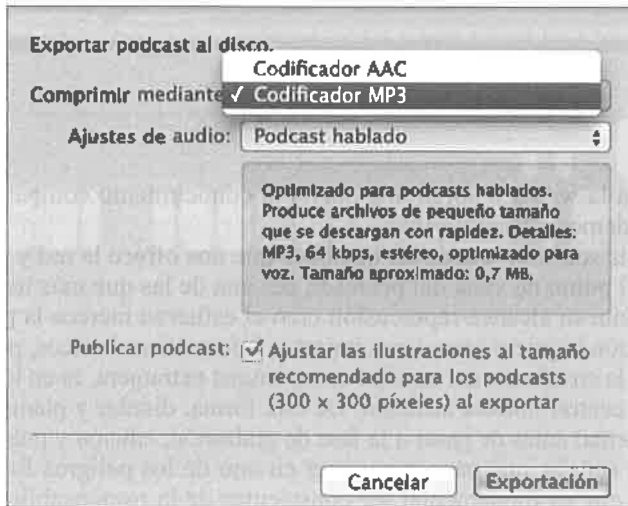 Exportar podcast al disco.
Codificador AAC
Comprimir mediante ✓ Codificador MP3
Ajustes de audio: Podcast hablado
Optimizado para podcasts hablados.
Produce archivos de pequeño tamaño
que se descargan con rapidez. Detalles:
MP3, 64 kbps, estéreo, optimizado para
voz. Tamaño aproximado: 0,7 MB.
Publicar podcast: ✓ Ajustar las ilustraciones al tamaño
recomendado para los podcasts
(300 x 300 píxeles) al exportar
Cancelar Exportación